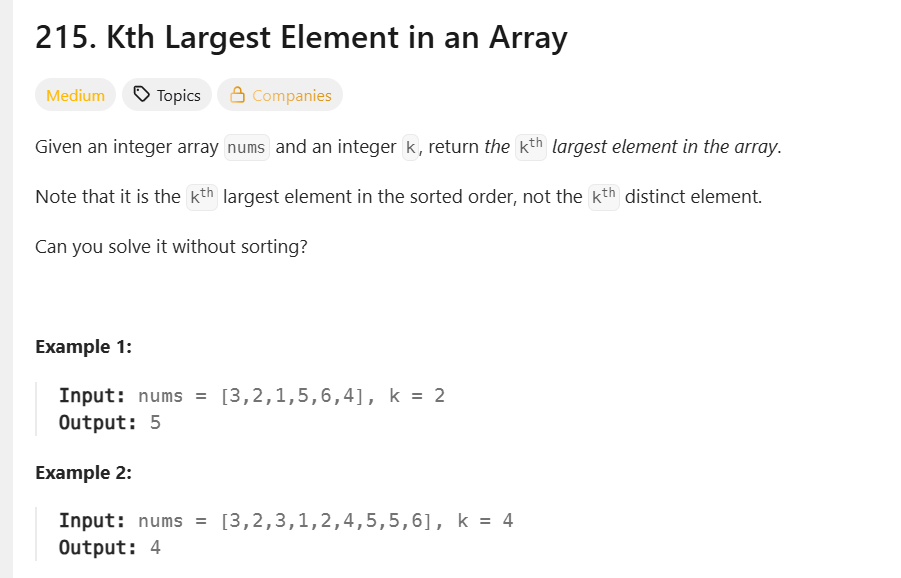 215. Kth Largest Element in an Array
Medium Topics Companies
Given an integer array nums and an integer k, return the kth largest element in the array.
Note that it is the kth largest element in the sorted order, not the kth distinct element.
Can you solve it without sorting?
Example 1:
Input: nums = [3,2,1,5,6,4], k = 2
Output: 5
Example 2:
Input: nums = [3,2,3,1,2,4,5,5,6], k = 4
Output: 4